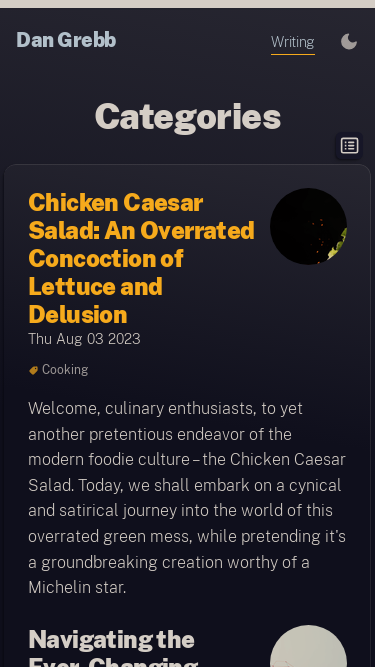 Dan Grebb
Writing
Categories
Chicken Caesar
Salad: An Overrated
Concoction of
Lettuce and
Delusion
Thu Aug 03 2023
Cooking
Welcome, culinary enthusiasts, to yet
another pretentious endeavor of the
modern foodie culture – the Chicken Caesar
Salad. Today, we shall embark on a cynical
and satirical journey into the world of this
overrated green mess, while pretending it's
a groundbreaking creation worthy of a
Michelin star.
Navigating the
Ever-Changing